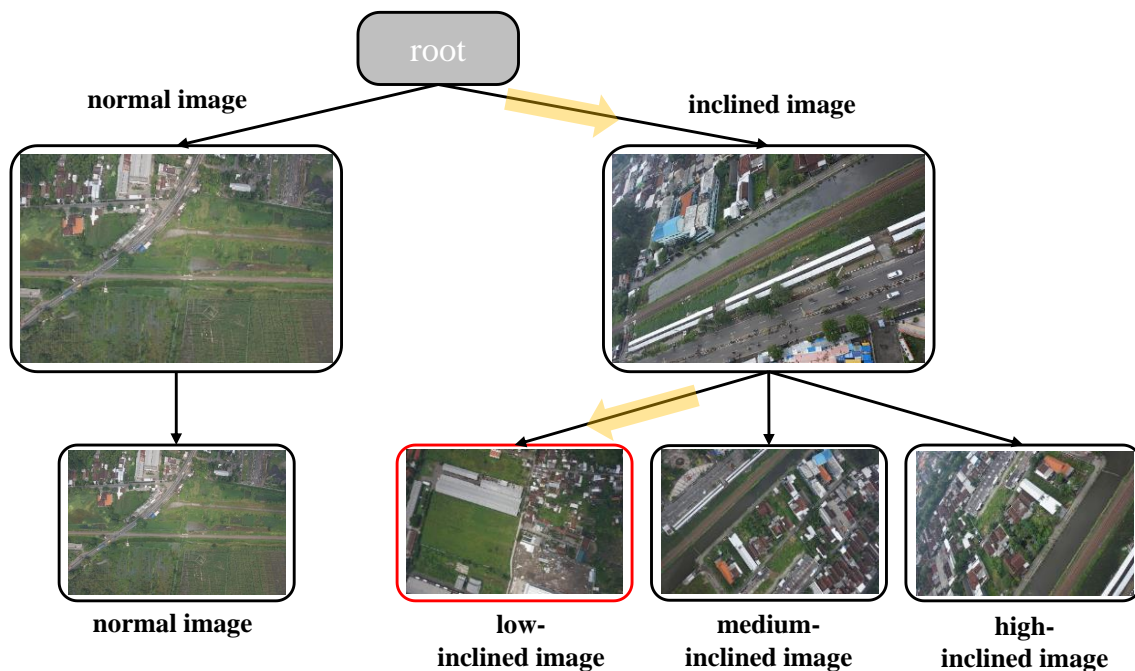 root
normal image
inclined image
normal image
low-
inclined image
medium-
inclined image
high-
inclined image